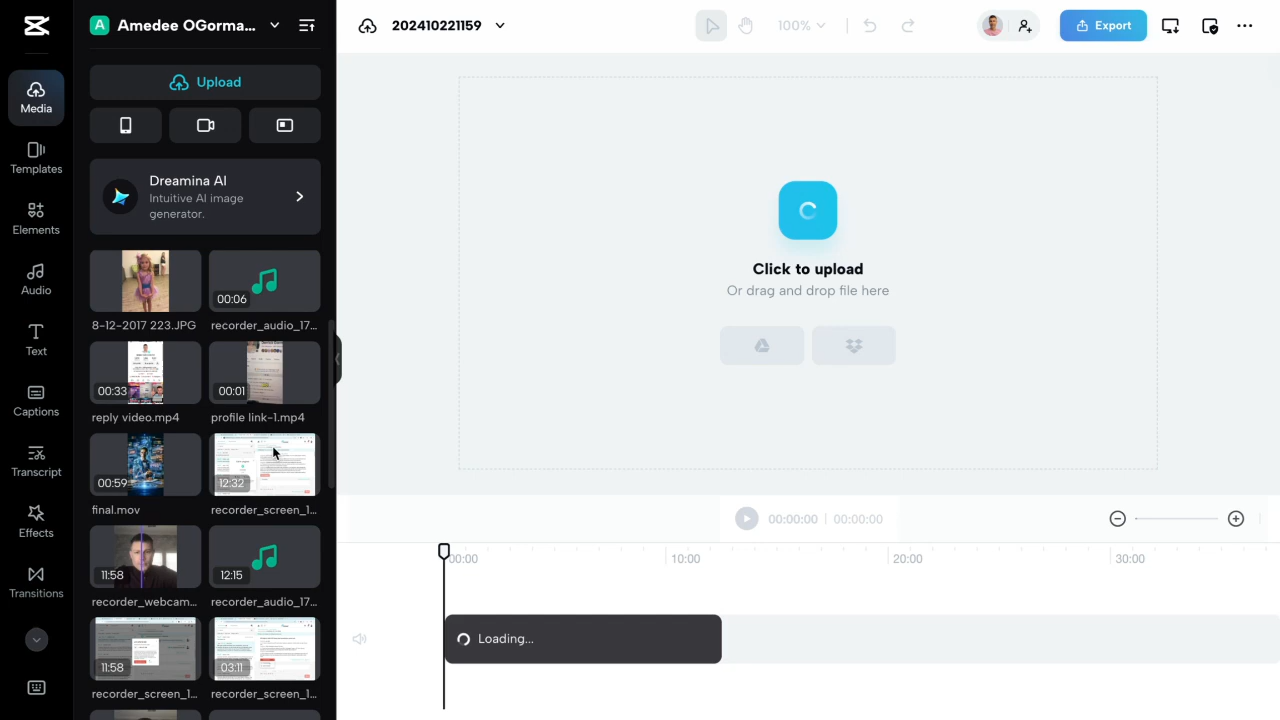 A Amedee OGorma...
202410221159
100%
Export
Upload
Media
Templates
Elements
Audio
Text
Captions
Transcript
Effects
Transitions
Dreamina AI
Intuitive AI image
generator.
00:06
8-12-2017 223.JPG
recorder_audio_17...
00:33
00:01
reply video.mp4
profile link-1.mp4
00:59
12:32
final.mov
recorder_screen_1...
11:58
12:15
recorder_webcam...
recorder_audio_17...
11:58
03:11
recorder_screen_1...
recorder_screen_1...
Click to upload
Or drag and drop file here
00:00:00 | 00:00:00
00:00
10:00
20:00
30:00
Loading...